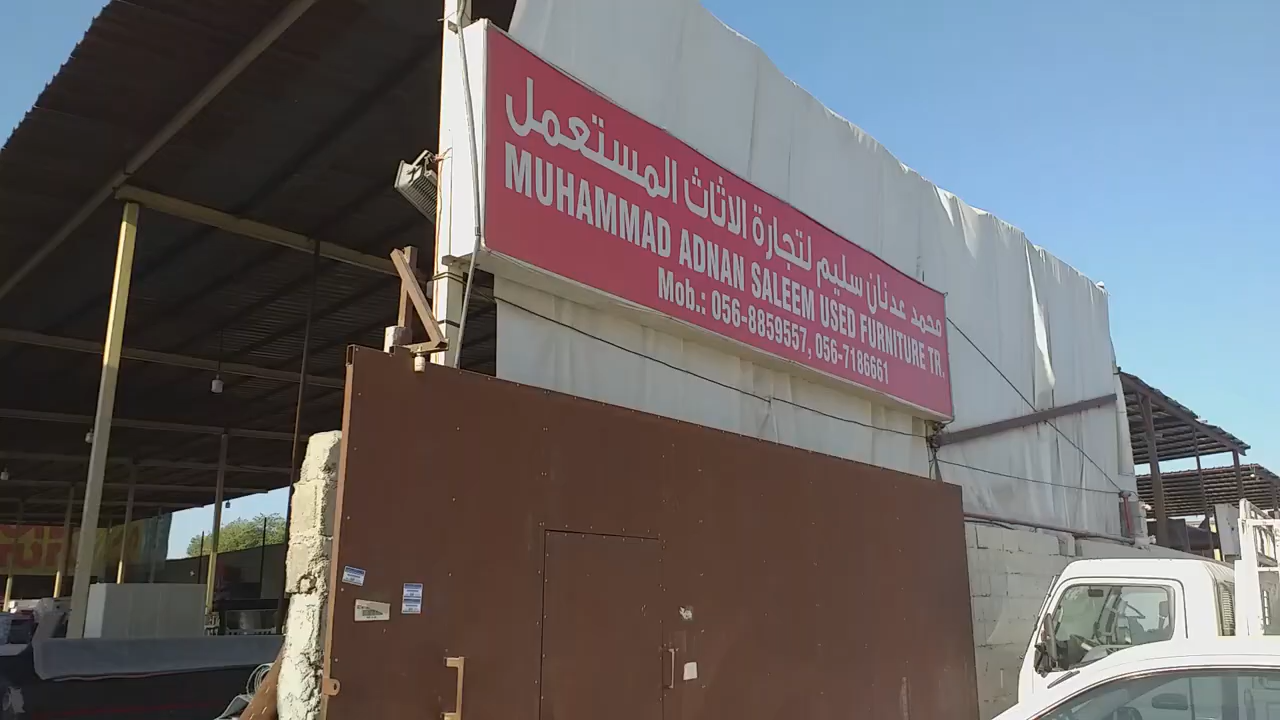 محمد عدنان سليم لتجارة الاثاث المستعمل
MUHAMMAD ADNAN SALEEM USED FURNITURE TR.
Mob.: 056-8859557, 056-7186661